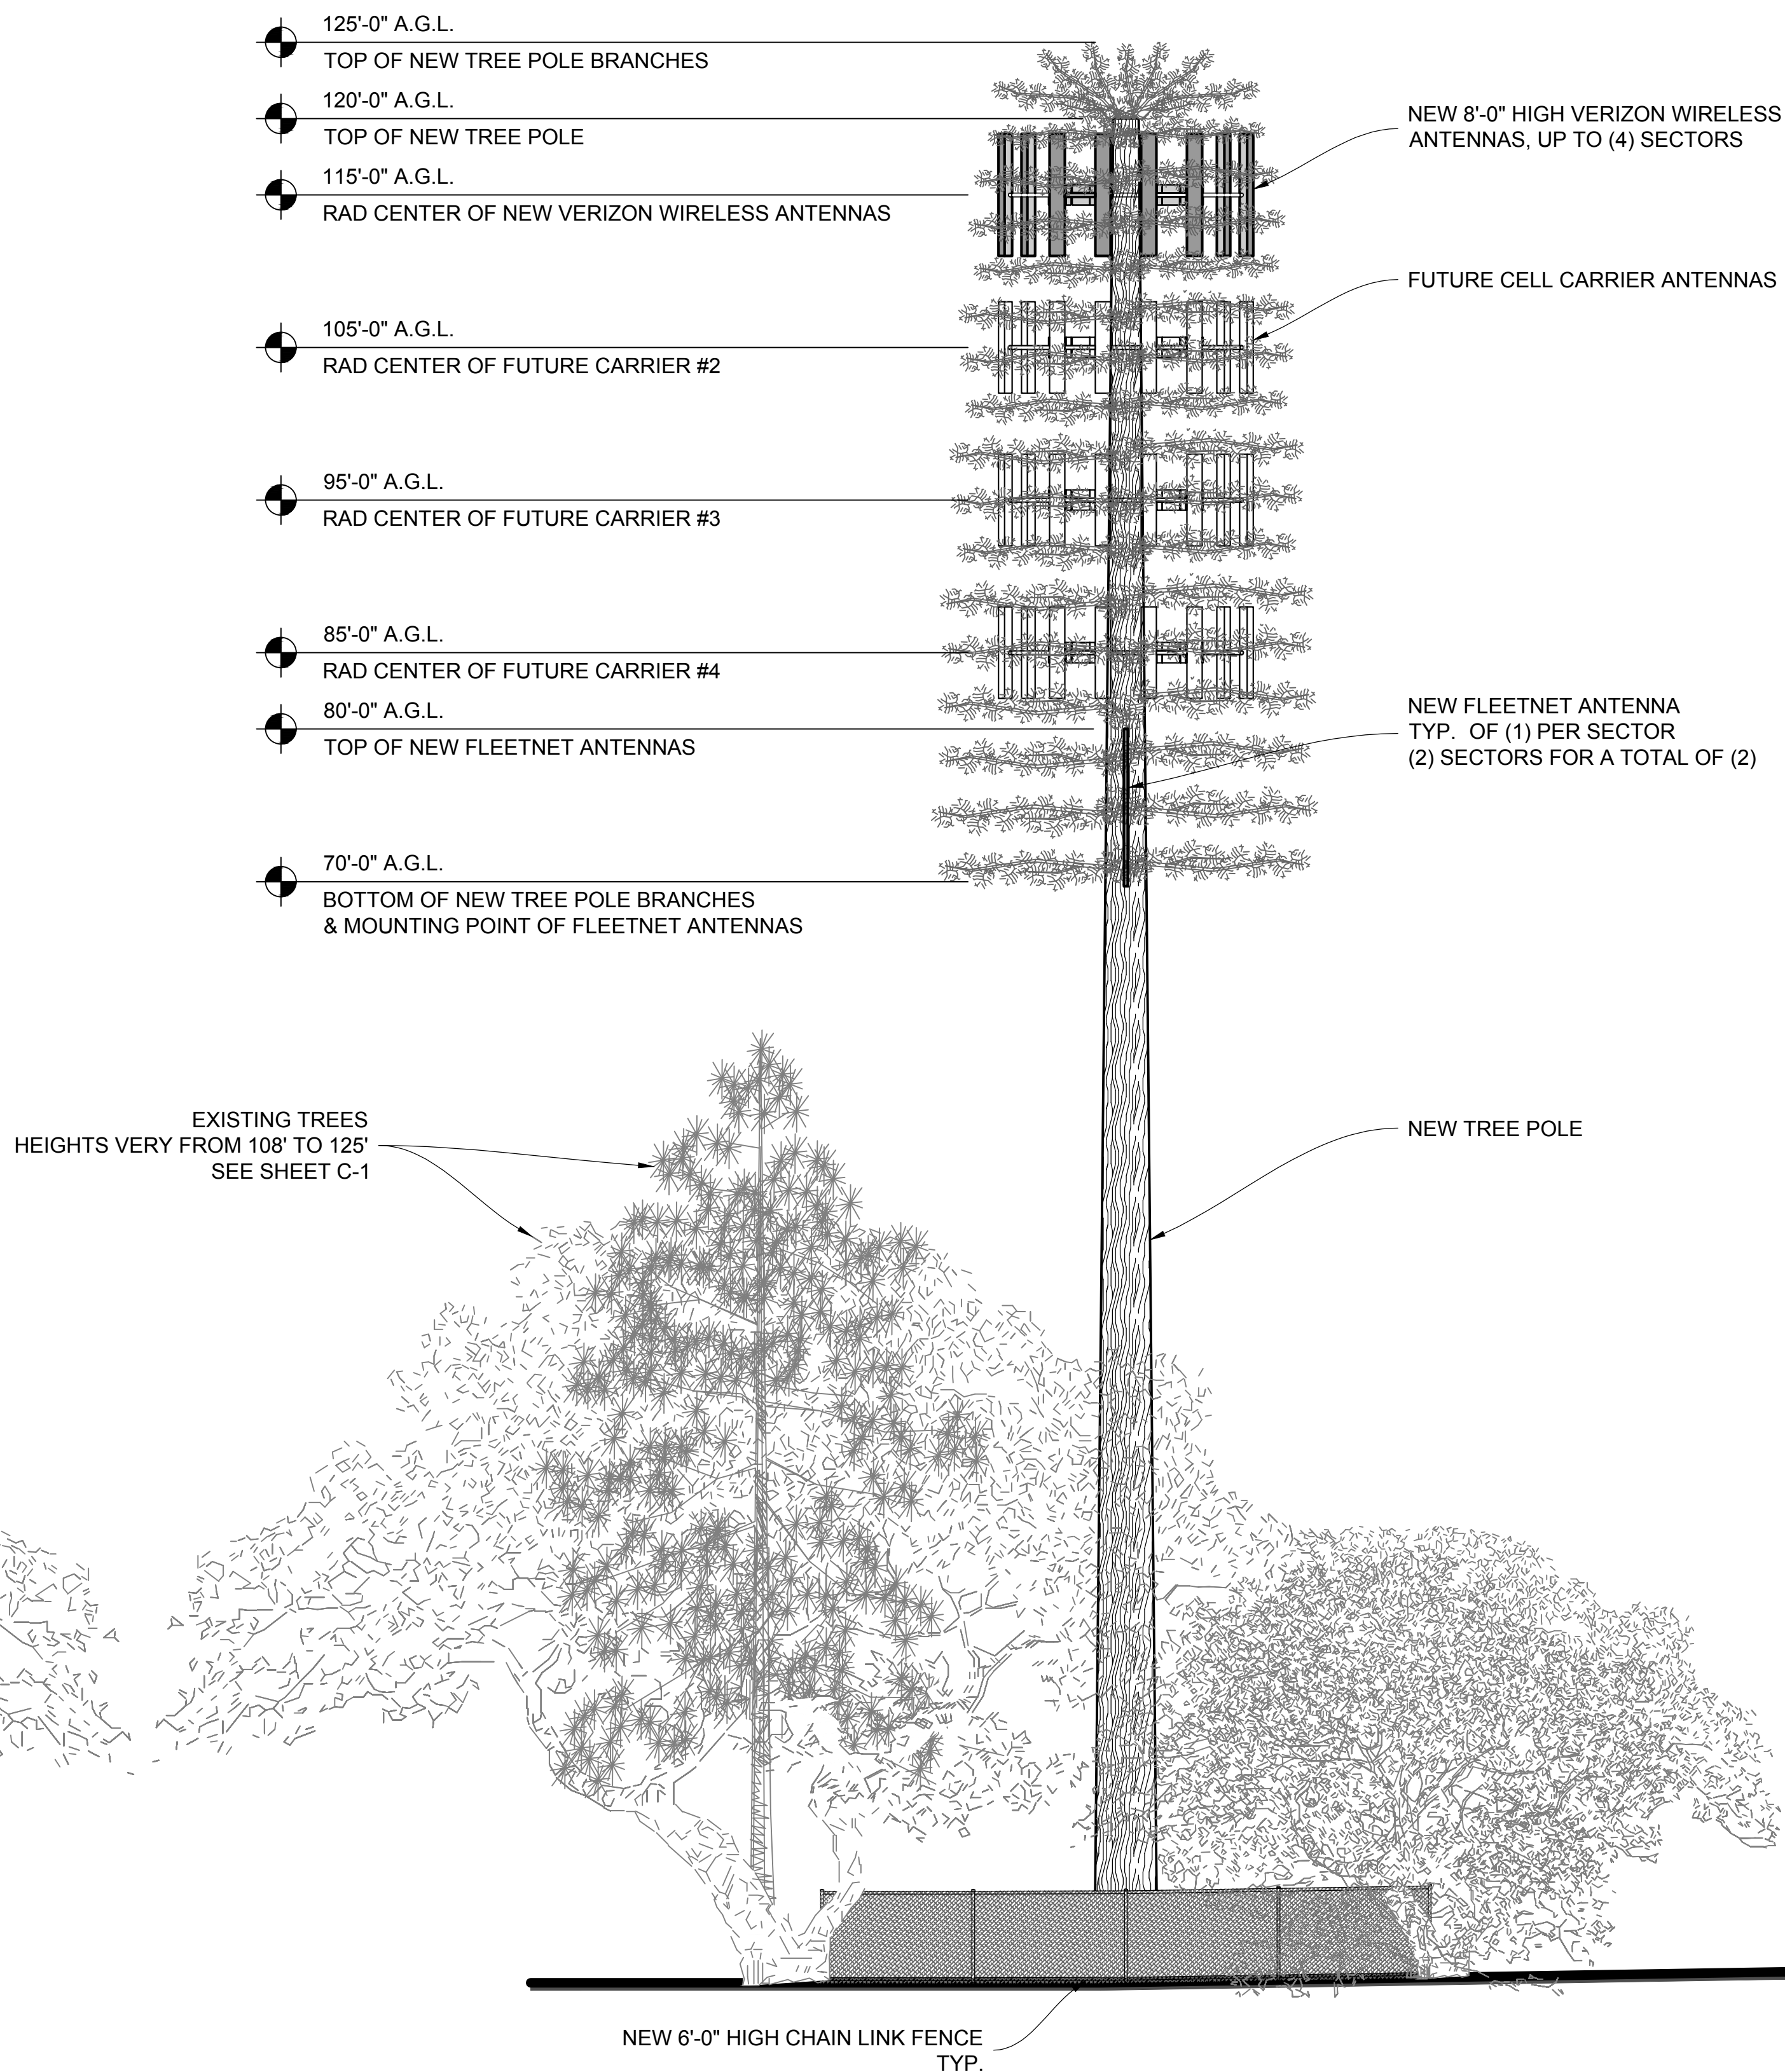 125'-0" A.G.L.
TOP OF NEW TREE POLE BRANCHES
120'-0" A.G.L.
TOP OF NEW TREE POLE
NEW 8'-0" HIGH VERIZON WIRELESS
ANTENNAS, UP TO (4) SECTORS
115'-0" A.G.L.
RAD CENTER OF NEW VERIZON WIRELESS ANTENNAS
FUTURE CELL CARRIER ANTENNAS
105'-0" A.G.L.
RAD CENTER OF FUTURE CARRIER #2
95'-0" A.G.L.
RAD CENTER OF FUTURE CARRIER #3
85'-0" A.G.L.
RAD CENTER OF FUTURE CARRIER #4
80'-0" A.G.L.
TOP OF NEW FLEETNET ANTENNAS
NEW FLEETNET ANTENNA
TYP. OF (1) PER SECTOR
(2) SECTORS FOR A TOTAL OF (2)
70'-0" A.G.L.
BOTTOM OF NEW TREE POLE BRANCHES
& MOUNTING POINT OF FLEETNET ANTENNAS
EXISTING TREES
HEIGHTS VERY FROM 108' TO 125'
SEE SHEET C-1
NEW TREE POLE
NEW 6'-0" HIGH CHAIN LINK FENCE
TYP.